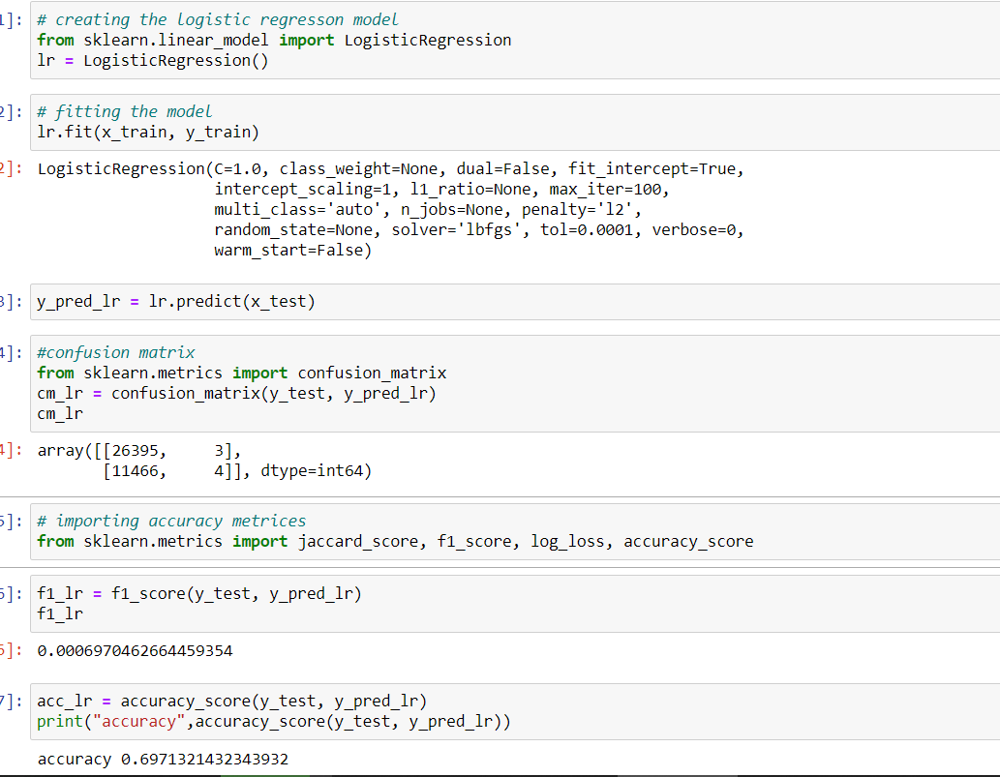 1]: # creating the logistic regresson model
from sklearn.linear_model import LogisticRegression
lr = LogisticRegression()
2]: # fitting the model
lr.fit(x_train, y_train)
2]: LogisticRegression(C=1.0, class_weight=None, dual=False, fit_intercept=True,
intercept_scaling=1, l1_ratio=None, max_iter=100,
multi_class='auto', n_jobs=None, penalty='l2',
random_state=None, solver='lbfgs', tol=0.0001, verbose=0,
warm_start=False)
3]: y_pred_lr = lr.predict(x_test)
4]: #confusion matrix
from sklearn.metrics import confusion_matrix
cm_lr = confusion_matrix(y_test, y_pred_lr)
cm_lr
4]: array([[26395, 3],
[11466, 4]], dtype=int64)
5]: # importing accuracy metrices
from sklearn.metrics import jaccard_score, f1_score, log_loss, accuracy_score
6]: f1_lr = f1_score(y_test, y_pred_lr)
f1_lr
6]: 0.0006970462664459354
7]: acc_lr = accuracy_score(y_test, y_pred_lr)
print("accuracy",accuracy_score(y_test, y_pred_lr))
accuracy 0.6971321432343932